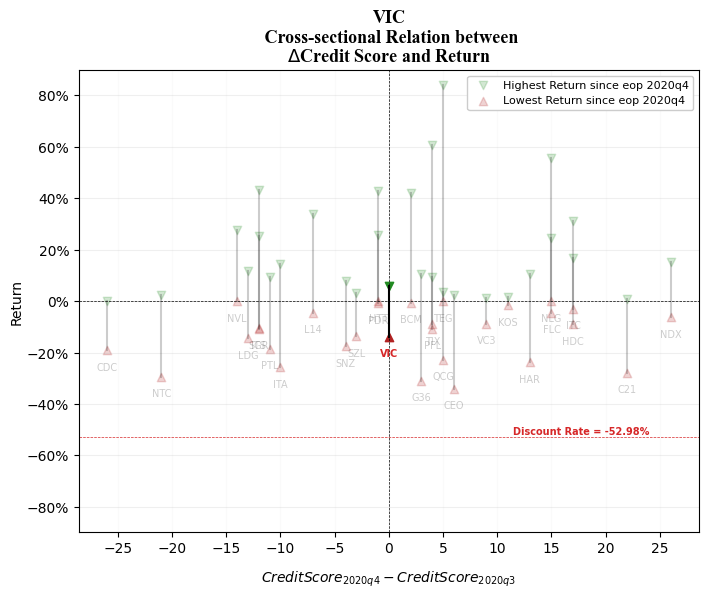 VIC
Cross-sectional Relation between
ΔCredit Score and Return
Highest Return since eop 2020q4
Lowest Return since eop 2020q4
Return
80%
60%
40%
20%
0%
−20%
−40%
−60%
−80%
NVL
LDG
PTL
ITA
L14
CDC
NTC
SNZ
SZL
VIC
BCM
TEG
PPL
G36
QCG
CEO
VC3
KOS
HAR
NLG
FLC
HDC
C21
NDX
Discount Rate = -52.98%
−25
−20
−15
−10
−5
0
5
10
15
20
25
CreditScore2020q4 − CreditScore2020q3